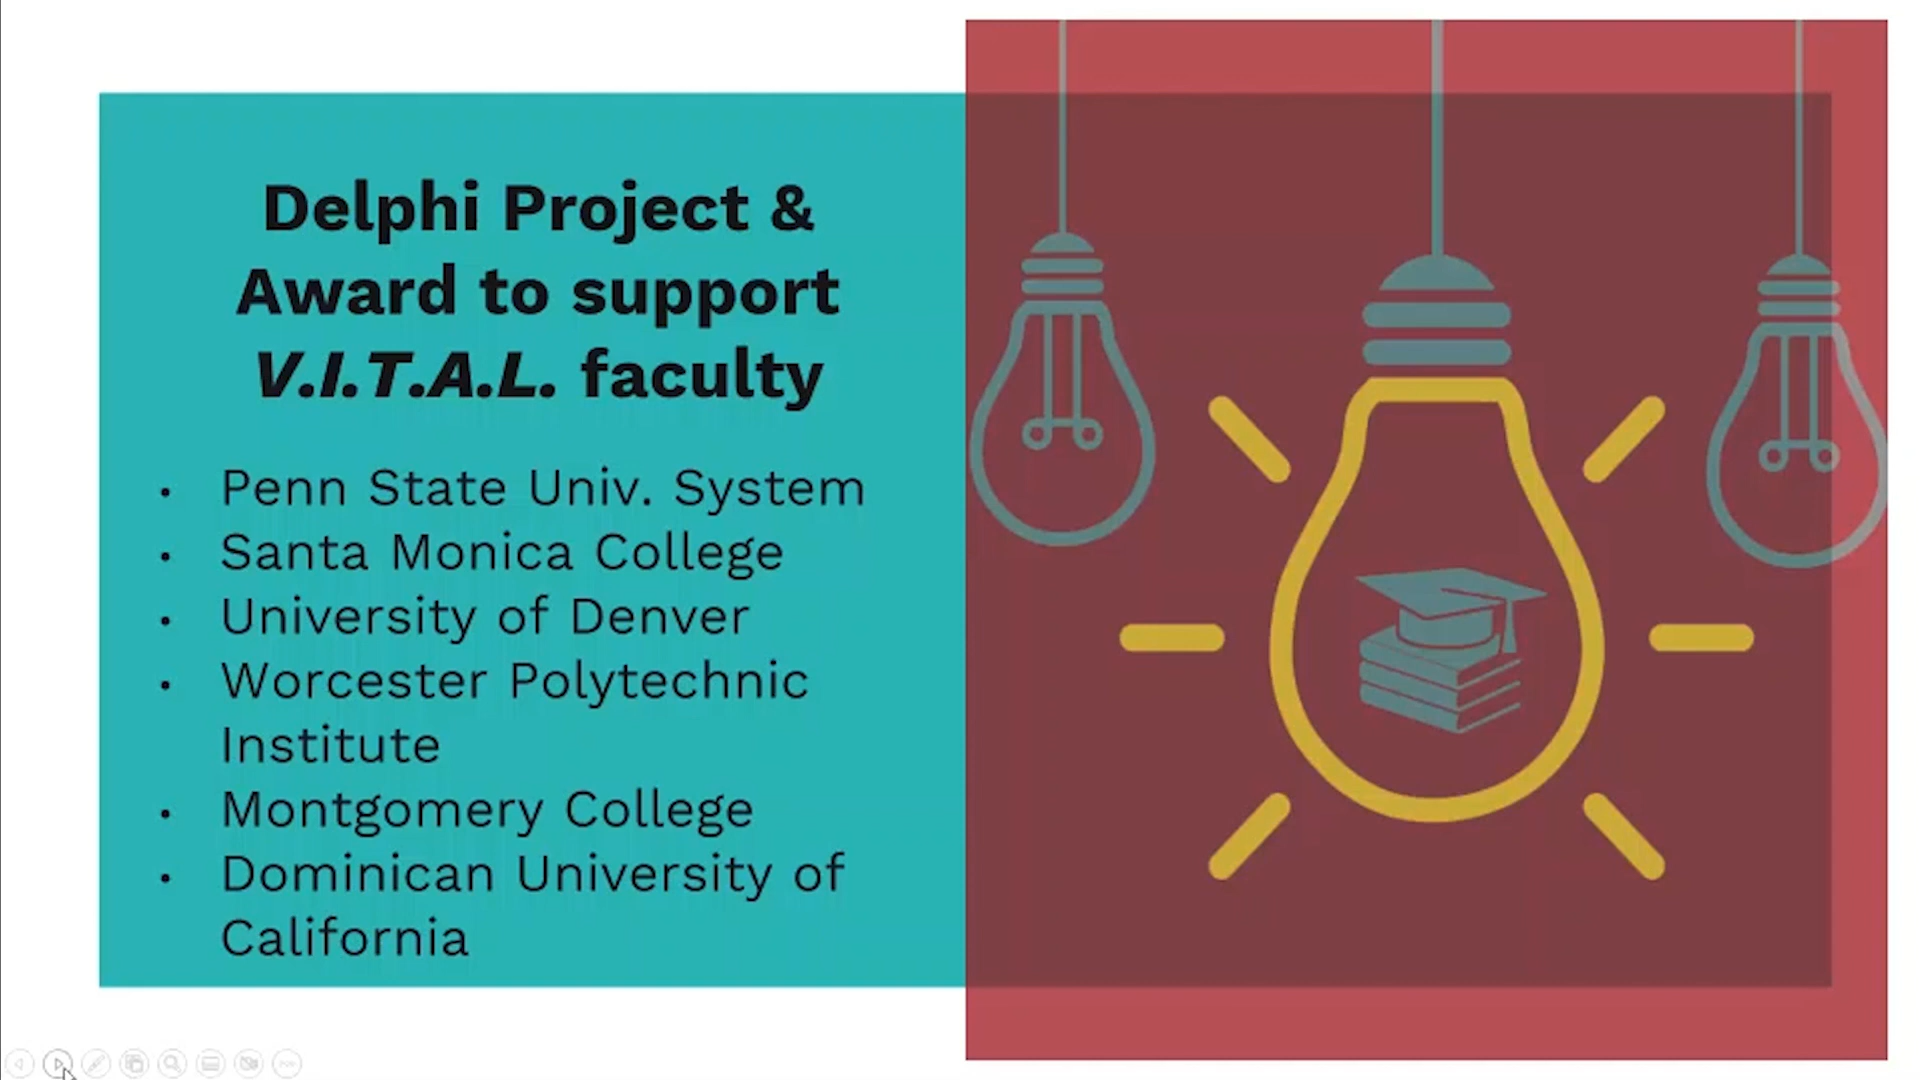 Delphi Project &
Award to support
V.I.T.A.L. faculty
• Penn State Univ. System
• Santa Monica College
• University of Denver
• Worcester Polytechnic
Institute
• Montgomery College
• Dominican University of
California